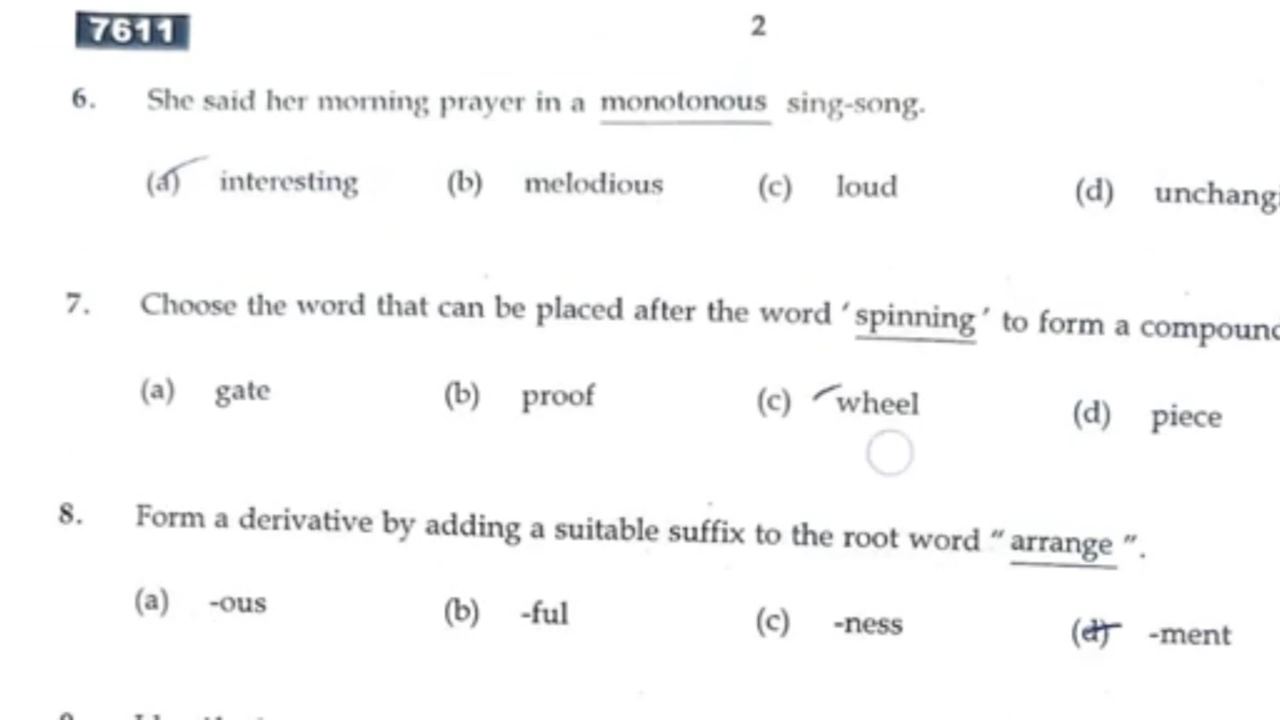 7611
2
6. She said her morning prayer in a monotonous sing-song.
(a) interesting (b) melodious (c) loud (d) unchangi
7. Choose the word that can be placed after the word ‘spinning’ to form a compound
(a) gate (b) proof (c) wheel (d) piece
8. Form a derivative by adding a suitable suffix to the root word “arrange”.
(a) -ous (b) -ful (c) -ness (d) -ment